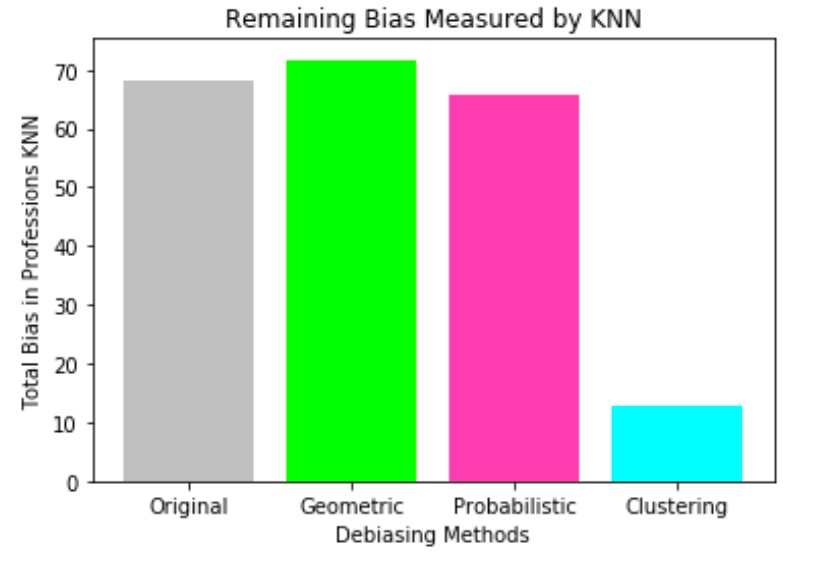 Remaining Bias Measured by KNN
Total Bias in Professions KNN
70
60
50
40
30
20
10
0
Original Geometric Probabilistic Clustering
Debiasing Methods